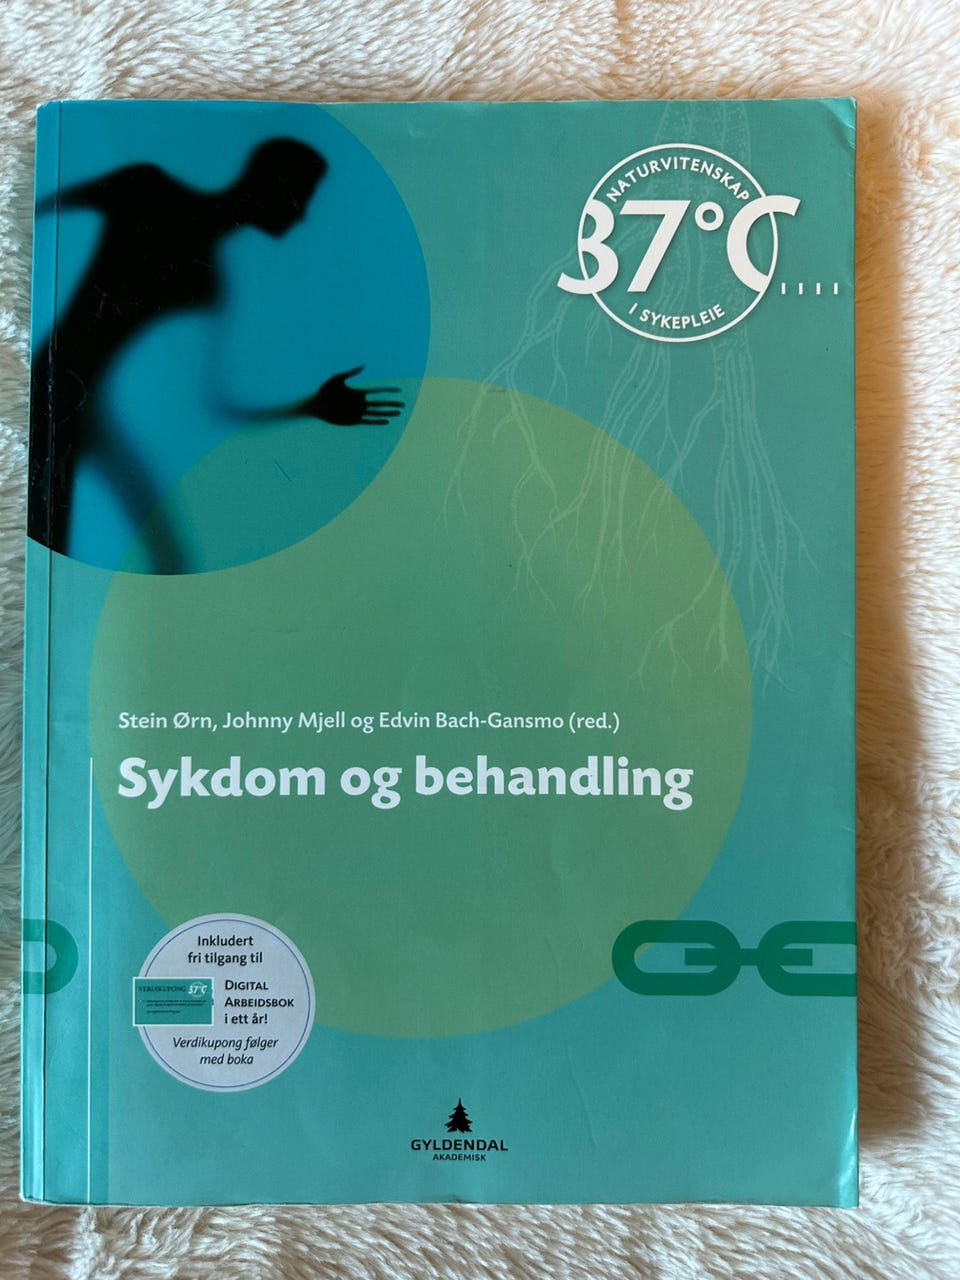 NATURVITENSKAP
37°C
I SYKEPLEIE
Stein Ørn, Johnny Mjell og Edvin Bach-Gansmo (red.)
Sykdom og behandling
Inkludert
fri tilgang til
VERDIKUPONG 37°C
DIGITAL
ARBEIDSBOK
i ett år!
Verdikupong følger
med boka
GYLDENDAL
AKADEMISK